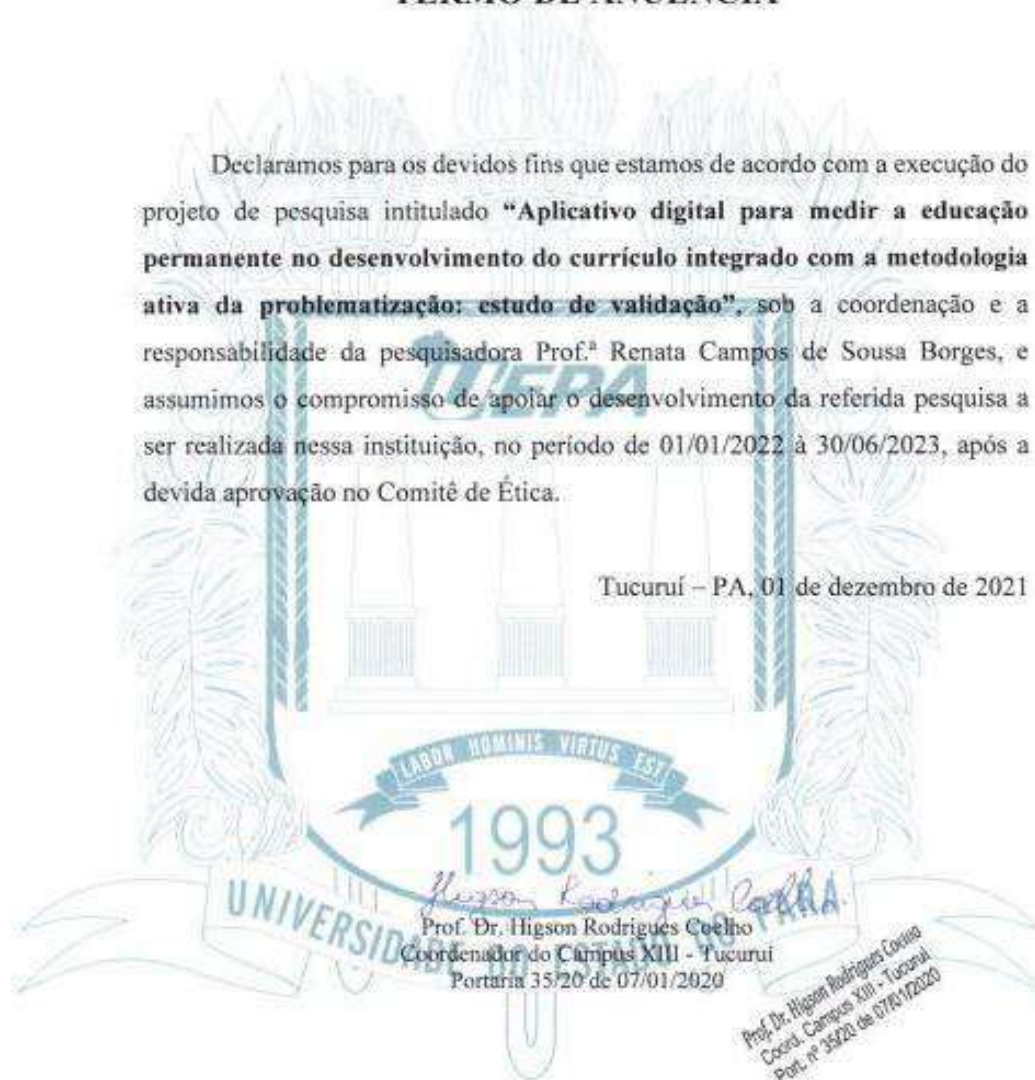 TERMO DE ANUÊNCIA
Declaramos para os devidos fins que estamos de acordo com a execução do
projeto de pesquisa intitulado “Aplicativo digital para medir a educação
permanente no desenvolvimento do currículo integrado com a metodologia
ativa da problematização: estudo de validação”, sob a coordenação e a
responsabilidade da pesquisadora Prof.ª Renata Campos de Sousa Borges, e
assumimos o compromisso de apoiar o desenvolvimento da referida pesquisa a
ser realizada nessa instituição, no período de 01/01/2022 à 30/06/2023, após a
devida aprovação no Comitê de Ética.
UEPA
Tucuruí – PA, 01 de dezembro de 2021
LABOR HOMINIS VIRTUS EST
1993
Higson Rodrigues Coelho
UNIVERSIDADE DO ESTADO DO PARÁ
Prof. Dr. Higson Rodrigues Coelho
Coordenador do Campus XIII - Tucuruí
Portaria 35/20 de 07/01/2020
Prof. Dr. Higson Rodrigues Coelho
Coord. Campus XIII - Tucuruí
Port. nº 35/20 de 07/01/2020